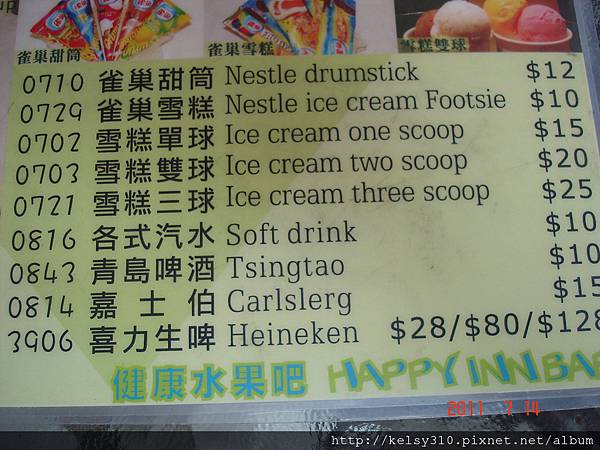 雀巢甜筒 雀巢雪糕 雪糕雙球
0710 雀巢甜筒 Nestle drumstick $12
0729 雀巢雪糕 Nestle ice cream Footsie $10
0702 雪糕單球 Ice cream one scoop $15
0703 雪糕雙球 Ice cream two scoop $20
0721 雪糕三球 Ice cream three scoop $25
0816 各式汽水 Soft drink $10
0843 青島啤酒 Tsingtao $10
0814 嘉士伯 Carlslerg $15
3906 喜力生啤 Heineken $28/$80/$128
健康水果吧 HAPPY INN BAR
2011 7 14
http://kelsy310.pixnet.net/album